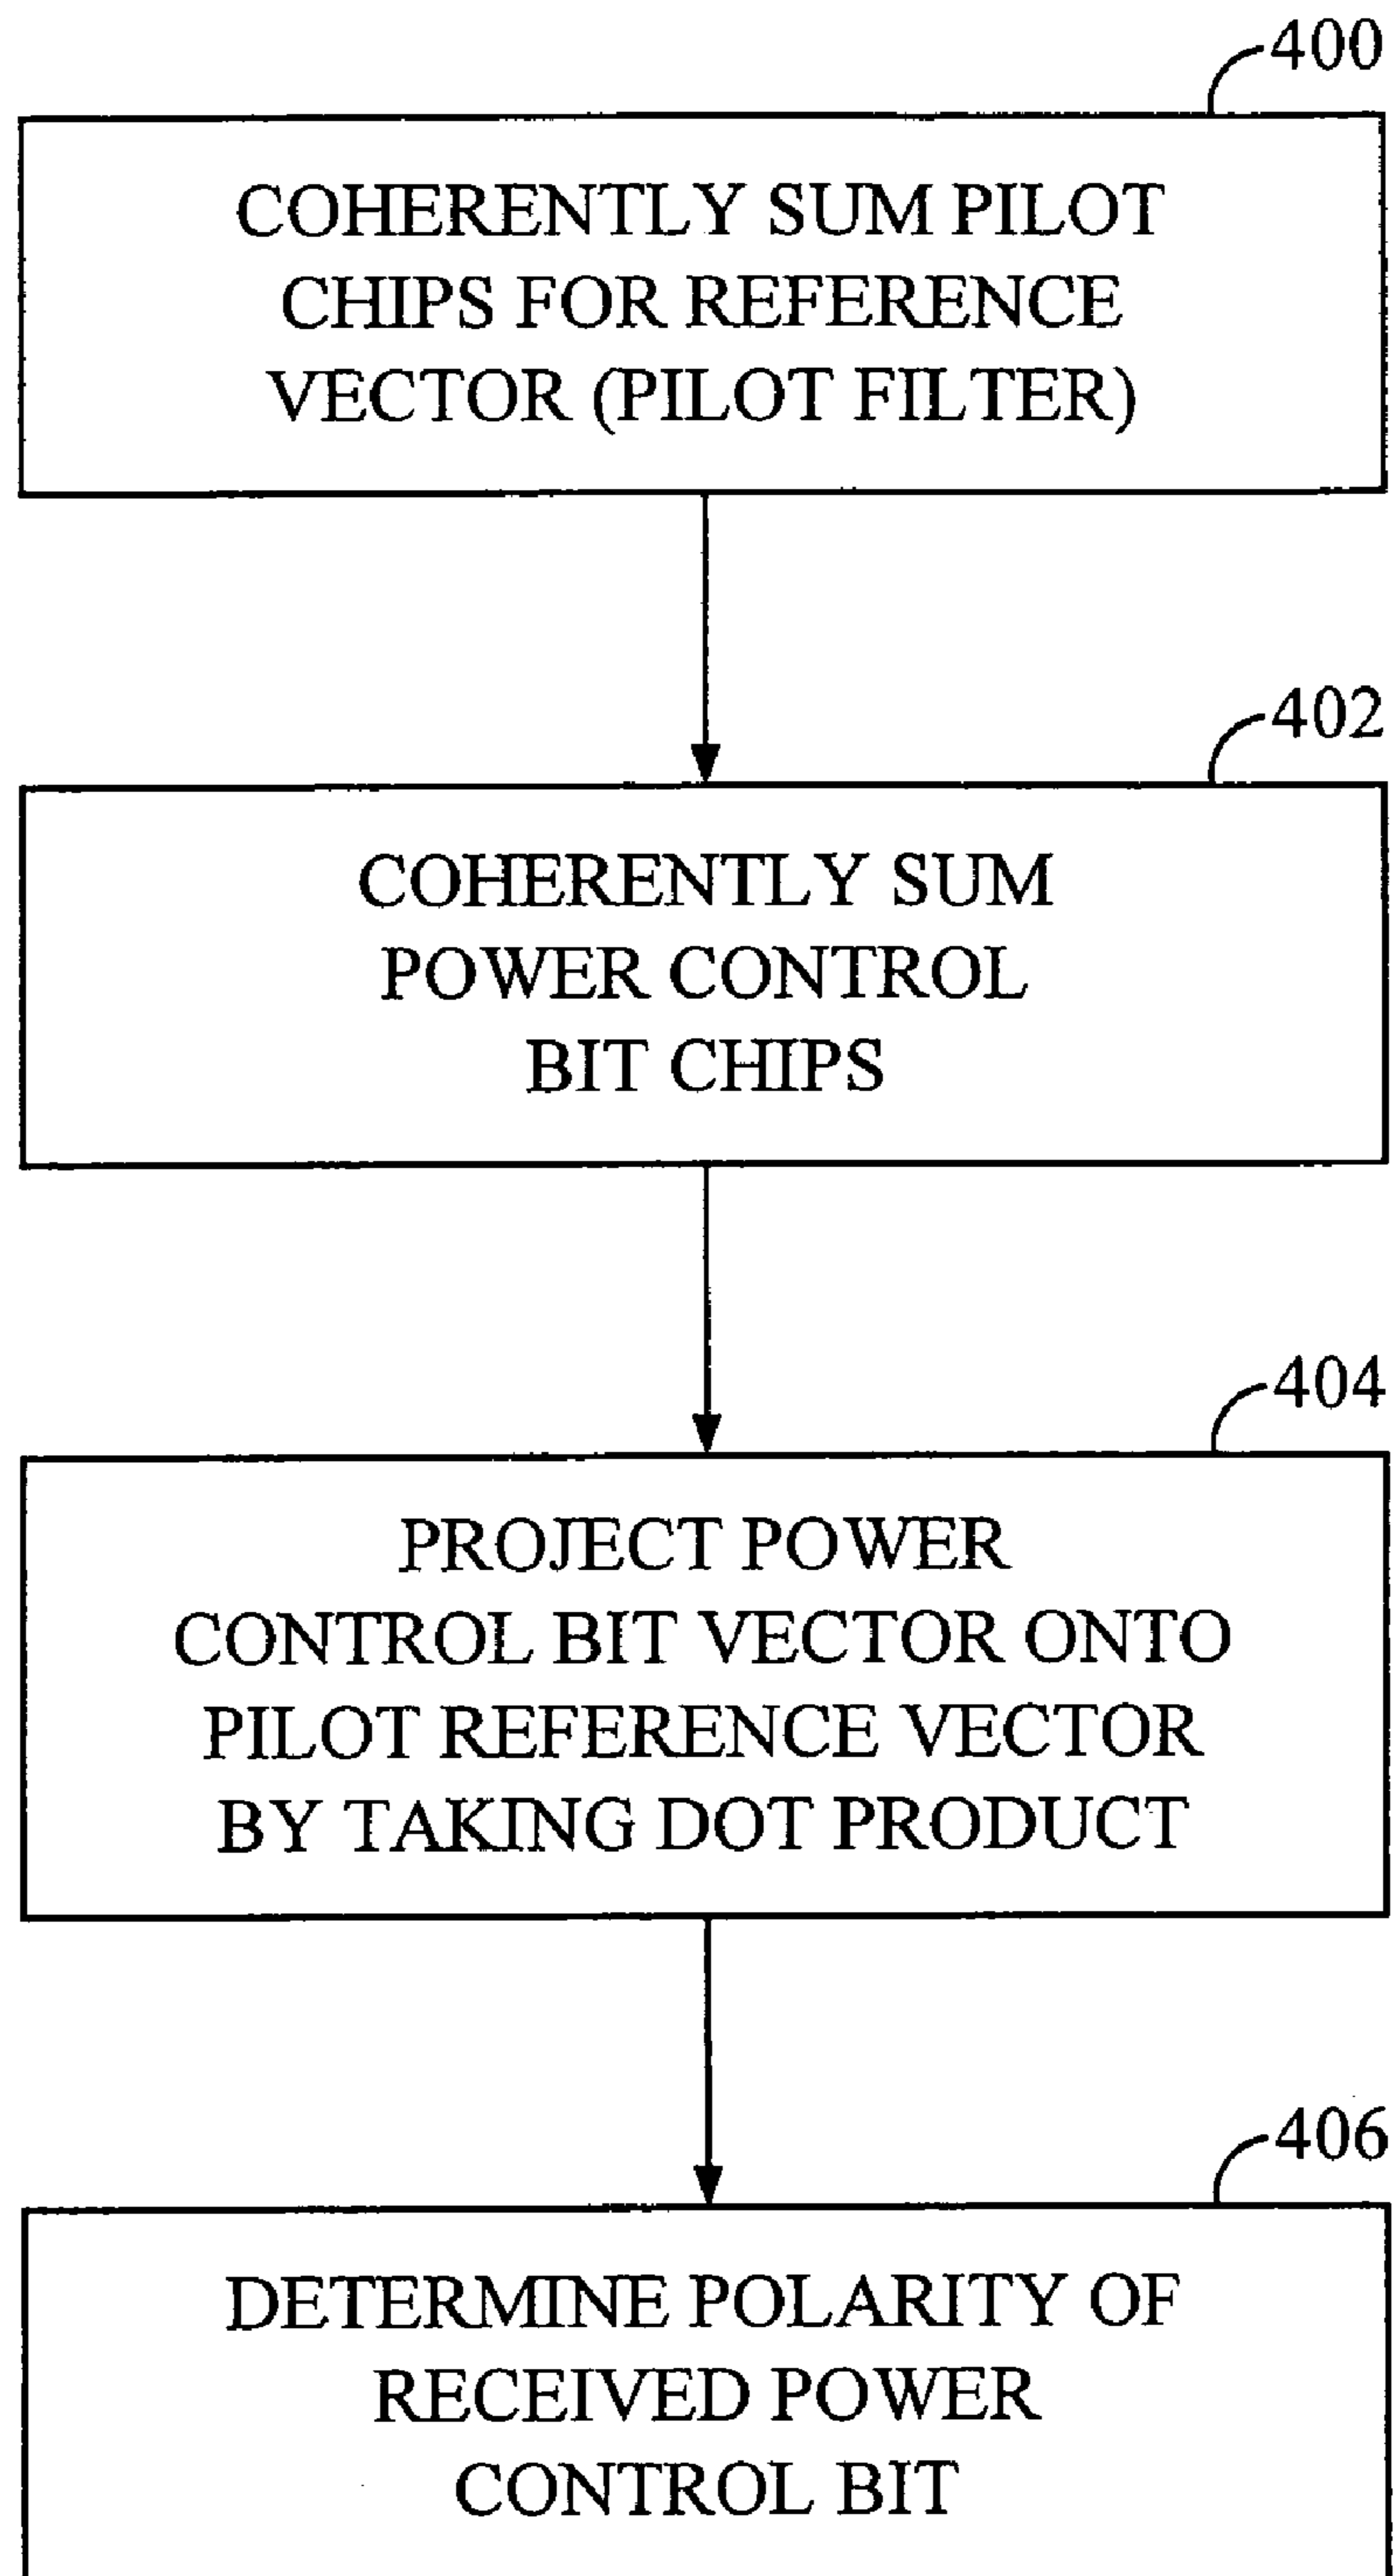 400
COHERENTLY SUM PILOT
CHIPS FOR REFERENCE
VECTOR (PILOT FILTER)
402
COHERENTLY SUM
POWER CONTROL
BIT CHIPS
404
PROJECT POWER
CONTROL BIT VECTOR ONTO
PILOT REFERENCE VECTOR
BY TAKING DOT PRODUCT
406
DETERMINE POLARITY OF
RECEIVED POWER
CONTROL BIT